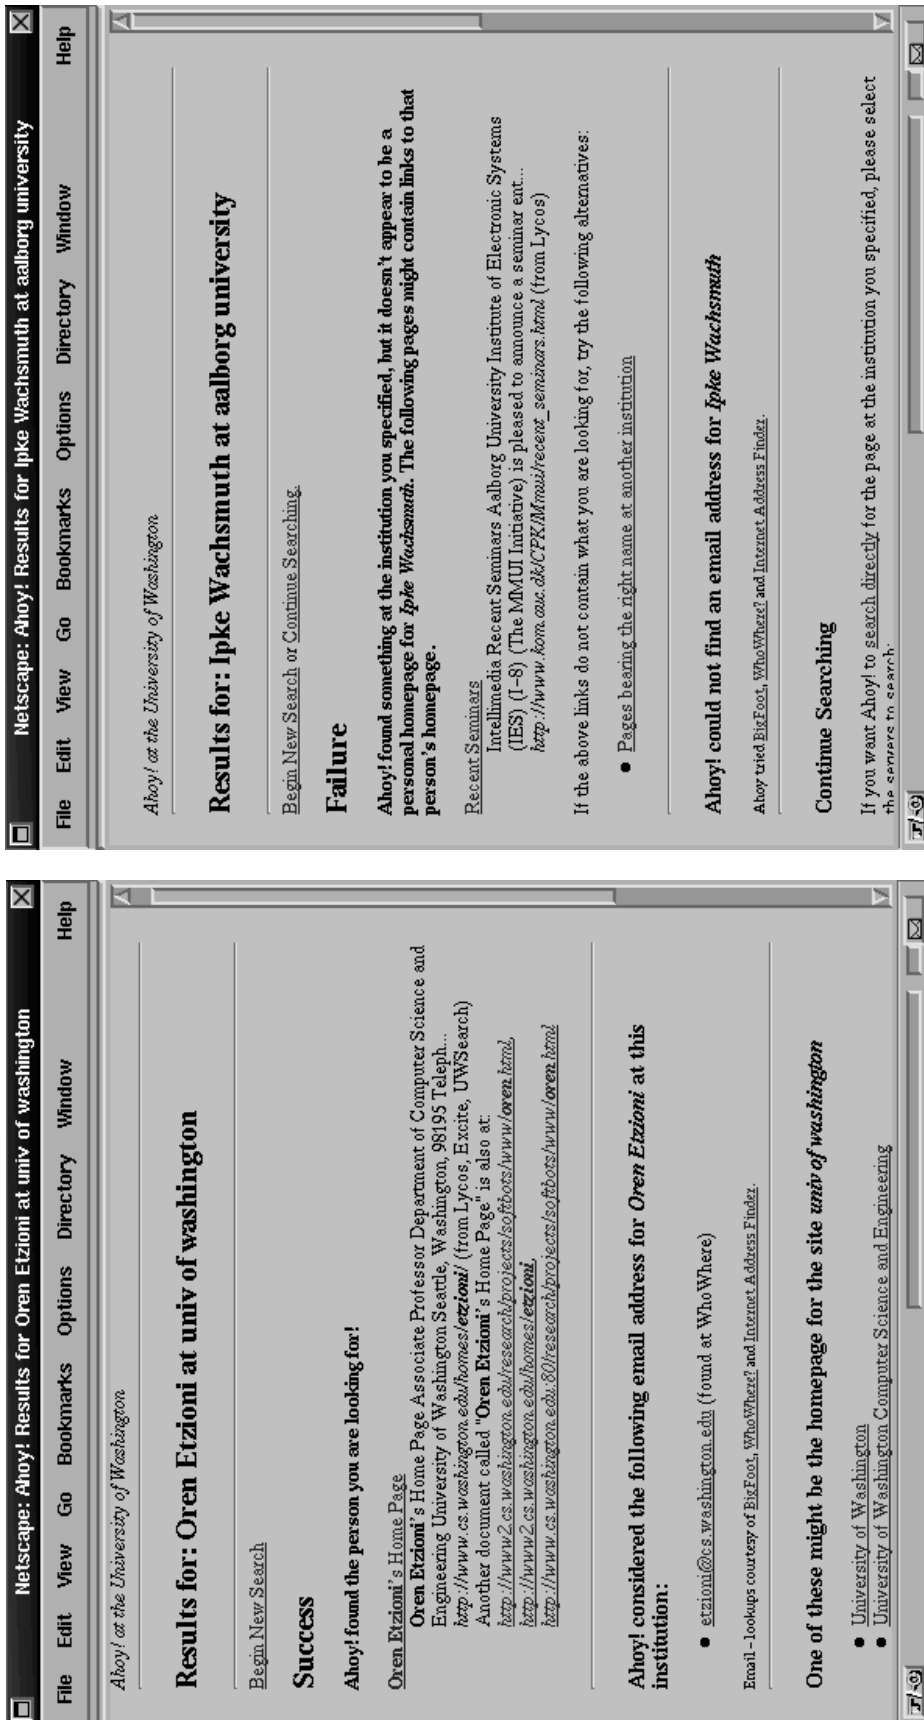 Netscape: Ahoy! Results for Oren Etzioni at univ of washington
File Edit View Go Bookmarks Options Directory Window Help
Ahoy! at the University of Washington
Results for: Oren Etzioni at univ of washington
Begin New Search
Success
Ahoy! found the person you are looking for!
Oren Etzioni's Home Page
Oren Etzioni's Home Page Associate Professor Department of Computer Science and
Engineering University of Washington Seattle, Washington, 98195 Teleph...
http://www.cs.washington.edu/homes/etzioni/ (from Lycos, Excite, UWSearch)
Another document called "Oren Etzioni's Home Page" is also at:
http://www2.cs.washington.edu/research/projects/softbots/www/oren.html,
http://www2.cs.washington.edu/homes/etzioni,
http://www.cs.washington.edu:80/research/projects/softbots/www/oren.html
Ahoy! considered the following email address for Oren Etzioni at this
institution:
● etzioni@cs.washington.edu (found at WhoWhere)
Email-lookups courtesy of BigFoot, WhoWhere? and Internet Address Finder.
One of these might be the homepage for the site univ of washington
● University of Washington
● University of Washington Computer Science and Engineering
Netscape: Ahoy! Results for Ipke Wachsmuth at aalborg university
File Edit View Go Bookmarks Options Directory Window Help
Ahoy! at the University of Washington
Results for: Ipke Wachsmuth at aalborg university
Begin New Search or Continue Searching.
Failure
Ahoy! found something at the institution you specified, but it doesn't appear to be a
personal homepage for Ipke Wachsmuth. The following pages might contain links to that
person's homepage.
Recent Seminars
Intellimedia Recent Seminars Aalborg University Institute of Electronic Systems
(IES) (I-8) (The MMUI Initiative) is pleased to announce a seminar ent...
http://www.kom.auc.dk/CPK/Mmui/recent_seminars.html (from Lycos)
If the above links do not contain what you are looking for, try the following alternatives:
● Pages bearing the right name at another institution
Ahoy! could not find an email address for Ipke Wachsmuth
Ahoy tried BigFoot, WhoWhere? and Internet Address Finder.
Continue Searching
If you want Ahoy! to search directly for the page at the institution you specified, please select
the servers to search: